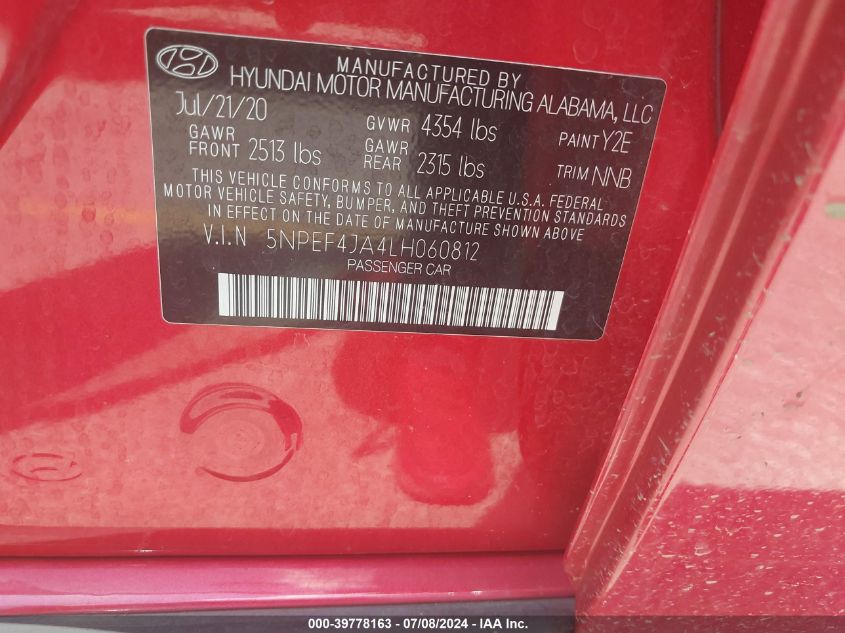 MANUFACTURED BY
HYUNDAI MOTOR MANUFACTURING ALABAMA, LLC
Jul/21/20 GVWR 4354 lbs PAINT Y2E
GAWR FRONT 2513 lbs GAWR REAR 2315 lbs TRIM NNB
THIS VEHICLE CONFORMS TO ALL APPLICABLE U.S.A. FEDERAL
MOTOR VEHICLE SAFETY, BUMPER, AND THEFT PREVENTION STANDARDS
IN EFFECT ON THE DATE OF MANUFACTURE SHOWN ABOVE
V.I.N 5NPEF4JA4LH060812
PASSENGER CAR
000-39778163 - 07/08/2024 - IAA Inc.